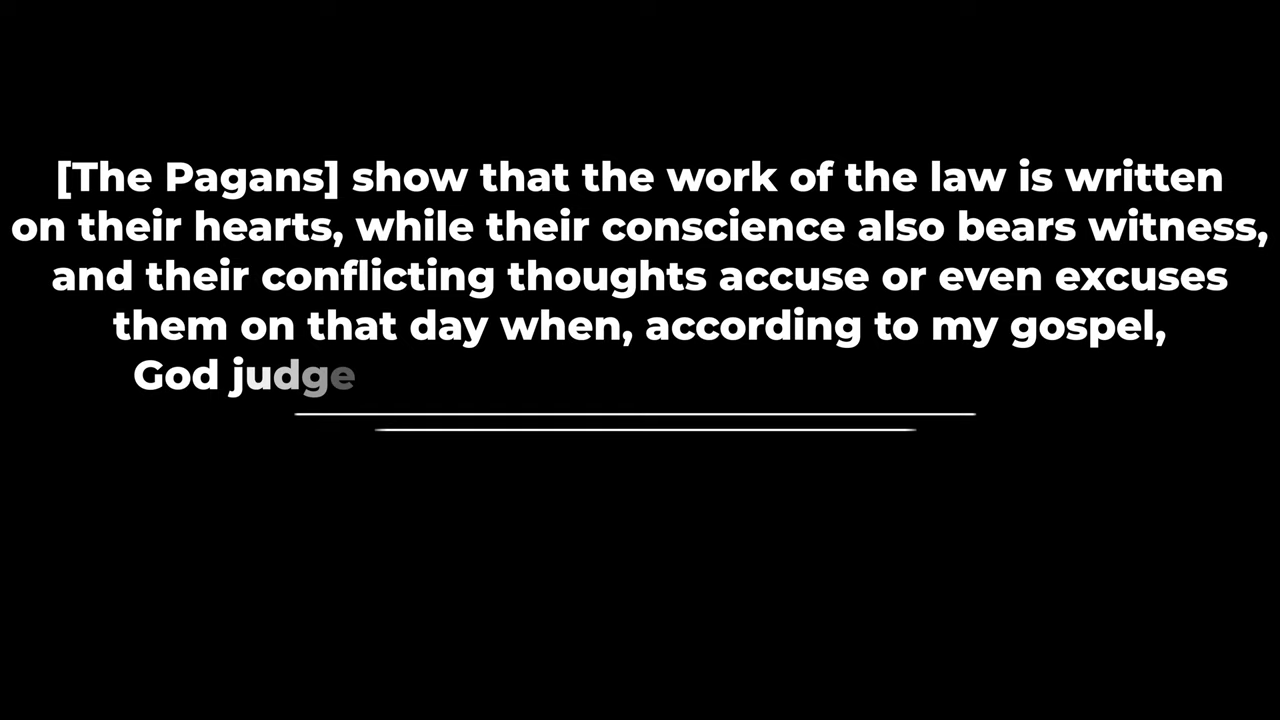 [The Pagans] show that the work of the law is written
on their hearts, while their conscience also bears witness,
and their conflicting thoughts accuse or even excuses
them on that day when, according to my gospel,
God judge